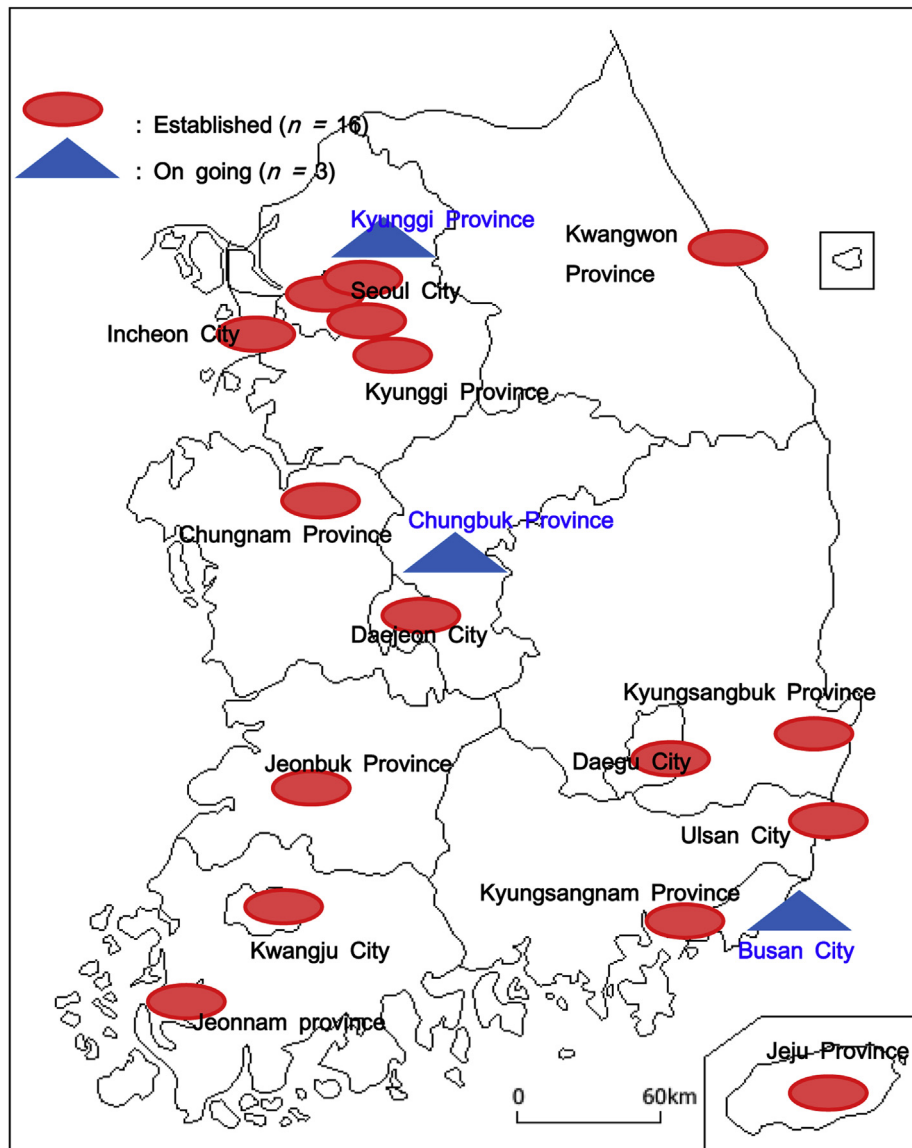 : Established (n = 16)
: On going (n = 3)
Kyunggi Province
Kwangwon
Province
Seoul City
Incheon City
Kyunggi Province
Chungnam Province
Chungbuk Province
Daejeon City
Kyungsangbuk Province
Jeonbuk Province
Daegu City
Ulsan City
Kyungsangnam Province
Kwangju City
Busan City
Jeonnam province
Jeju Province
0
60km